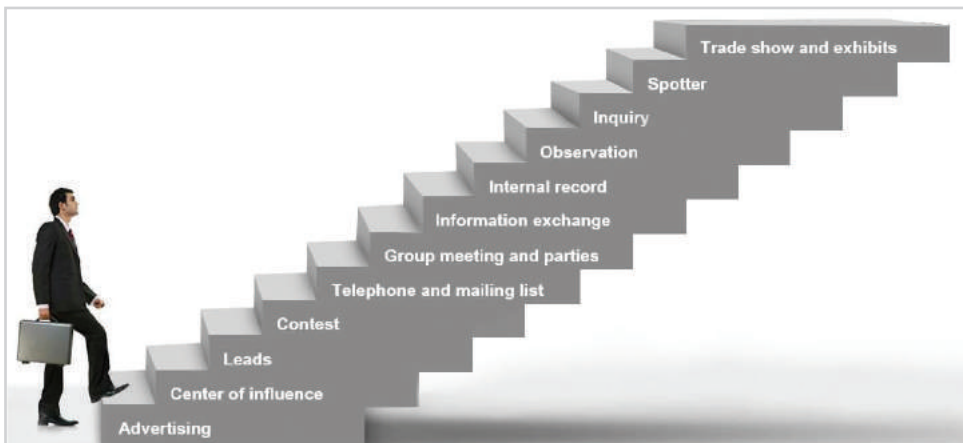 Trade show and exhibits
Spotter
Inquiry
Observation
Internal record
Information exchange
Group meeting and parties
Telephone and mailing list
Contest
Leads
Center of influence
Advertising